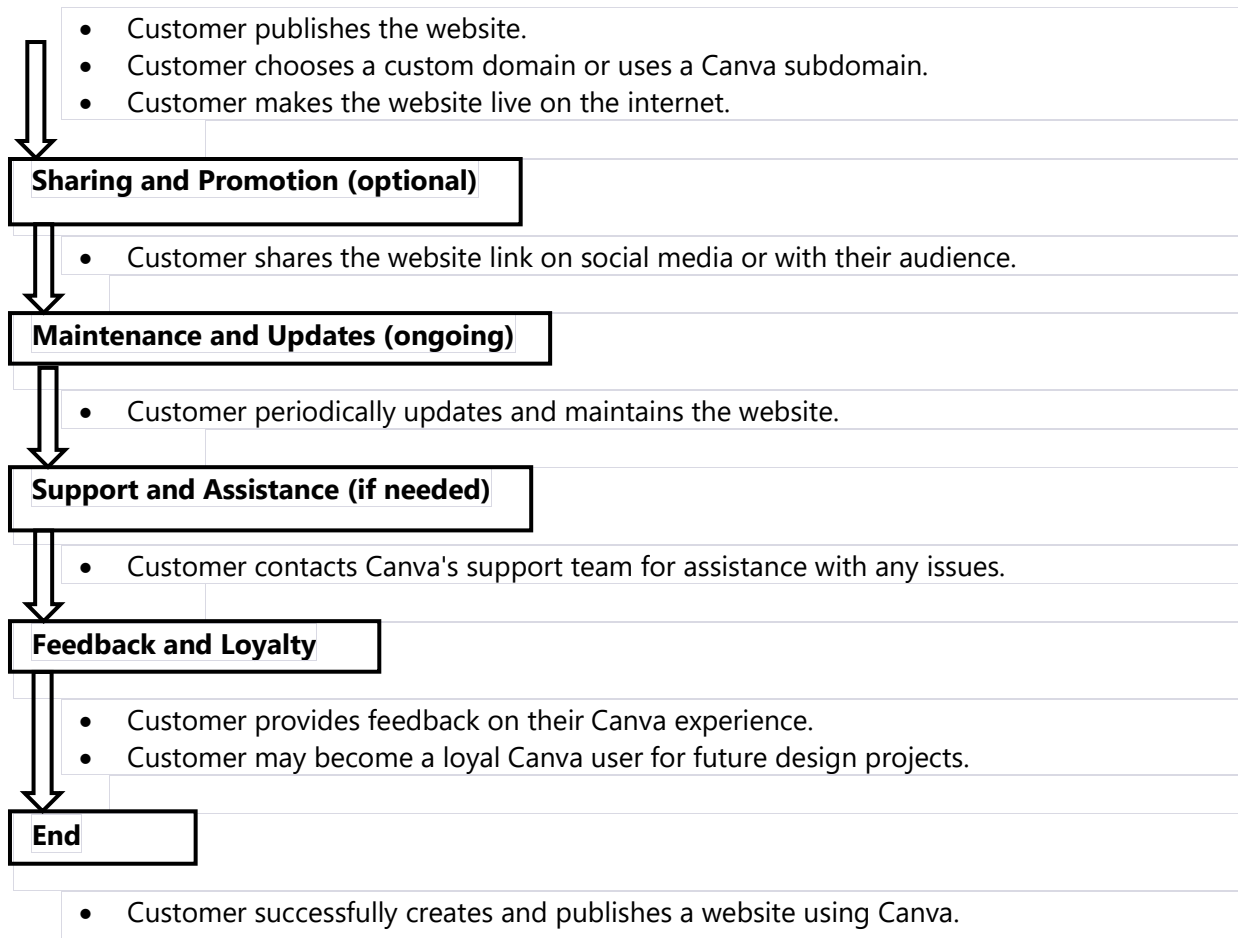 • Customer publishes the website.
• Customer chooses a custom domain or uses a Canva subdomain.
• Customer makes the website live on the internet.
Sharing and Promotion (optional)
• Customer shares the website link on social media or with their audience.
Maintenance and Updates (ongoing)
• Customer periodically updates and maintains the website.
Support and Assistance (if needed)
• Customer contacts Canva's support team for assistance with any issues.
Feedback and Loyalty
• Customer provides feedback on their Canva experience.
• Customer may become a loyal Canva user for future design projects.
End
• Customer successfully creates and publishes a website using Canva.